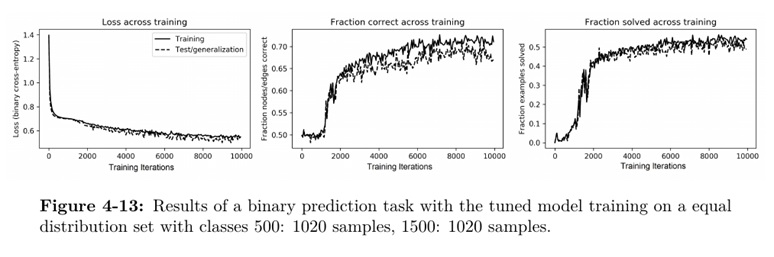 Loss across training
Fraction correct across training
Fraction solved across training
Loss (binary cross-entropy)
1.4
1.2
1.0
0.8
0.6
Training
Test/generalization
0 2000 4000 6000 8000 10000
Training Iterations
Fraction nodes/edges correct
0.70
0.65
0.60
0.55
0.50
0 2000 4000 6000 8000 10000
Training Iterations
Fraction examples solved
0.5
0.4
0.3
0.2
0.1
0.0
0 2000 4000 6000 8000 10000
Training Iterations
Figure 4-13: Results of a binary prediction task with the tuned model training on a equal
distribution set with classes 500: 1020 samples, 1500: 1020 samples.